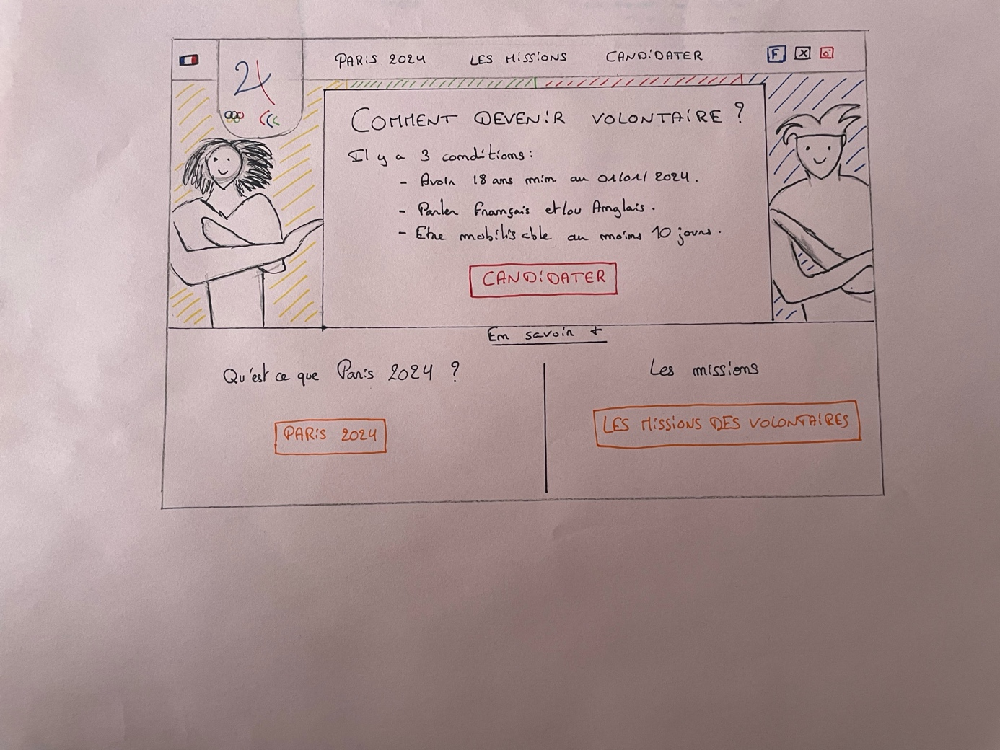 24
PARIS 2024 LES MISSIONS CANDIDATER F X
COMMENT DEVENIR VOLONTAIRE ?
Il y a 3 conditions :
- Avoir 18 ans min au 01/01/2024.
- Parler Français et/ou Anglais.
- Etre mobilisable au moins 10 jours.
CANDIDATER
En savoir +
Qu'est ce que Paris 2024 ?
Les missions
PARIS 2024
LES MISSIONS DES VOLONTAIRES